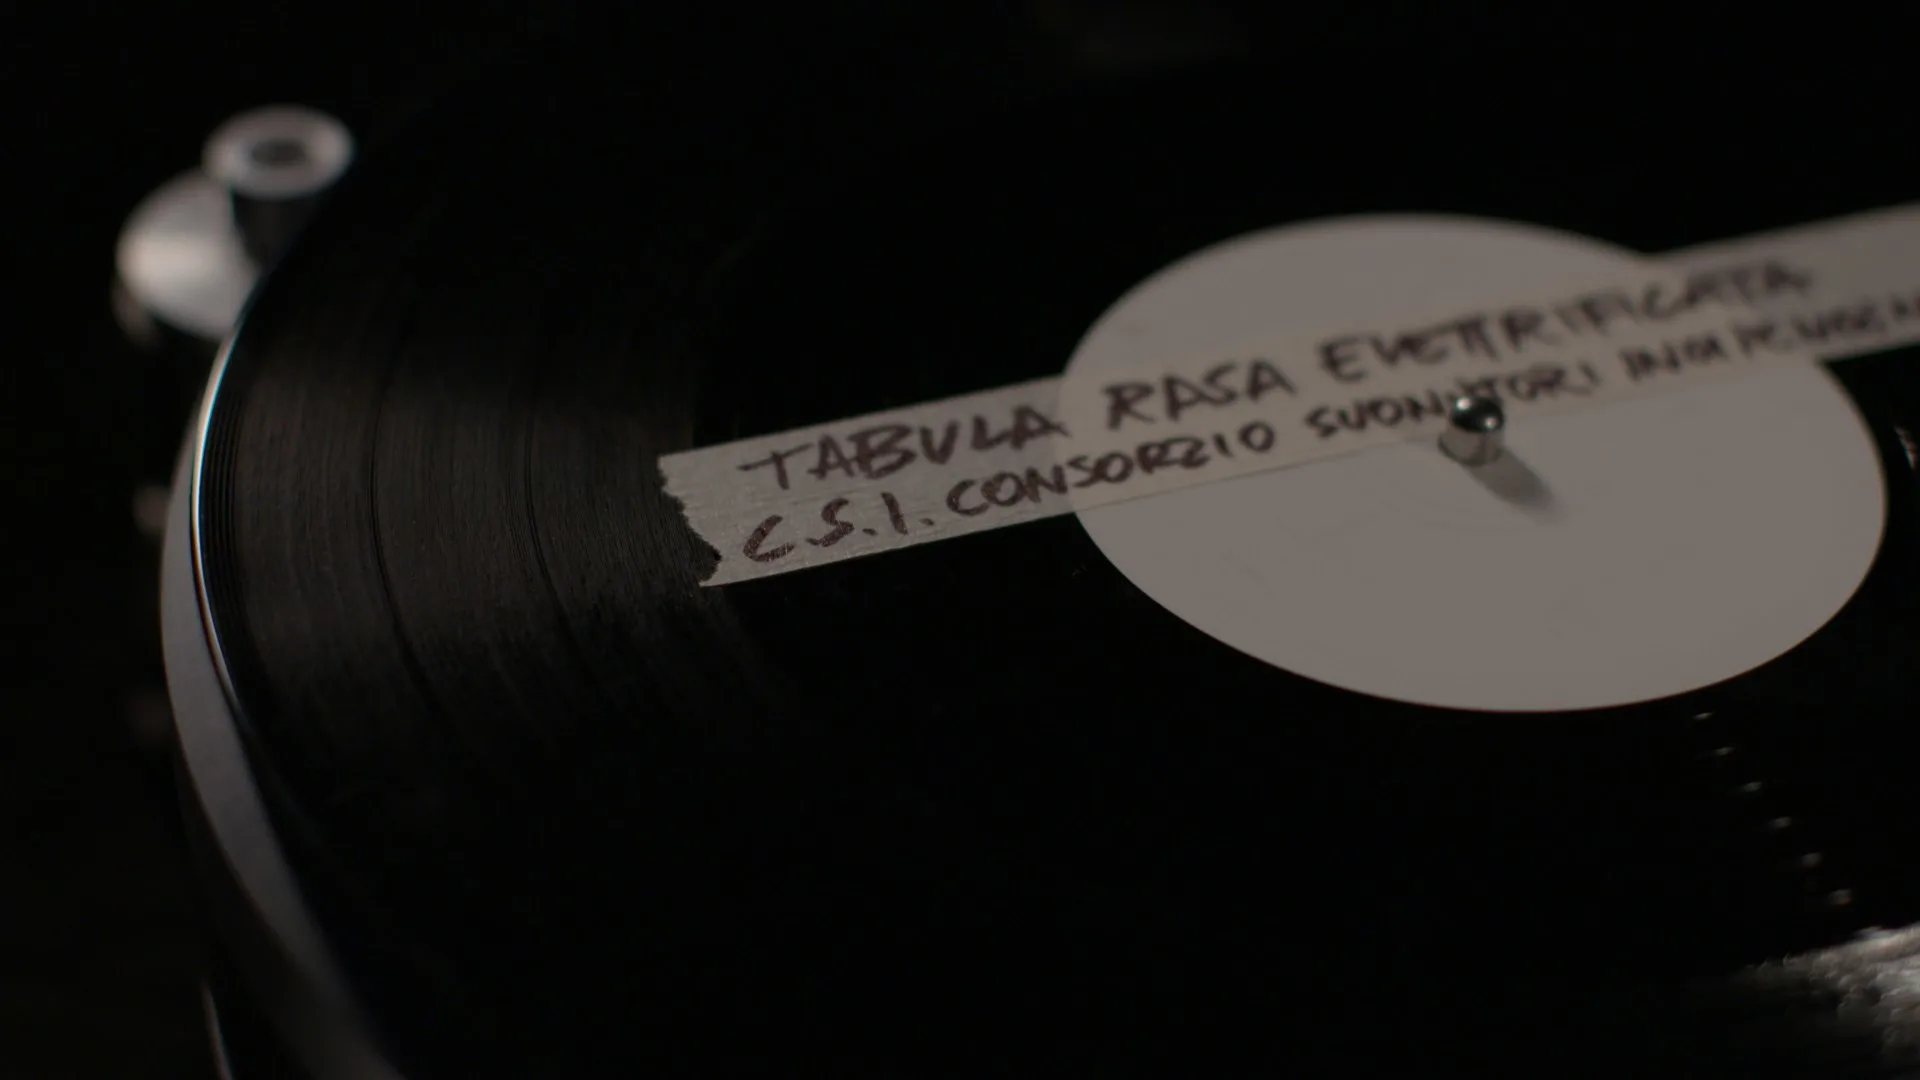 TABULA RASA ELETTRIFICATA
C.S.I. CONSORZIO SUONATORI